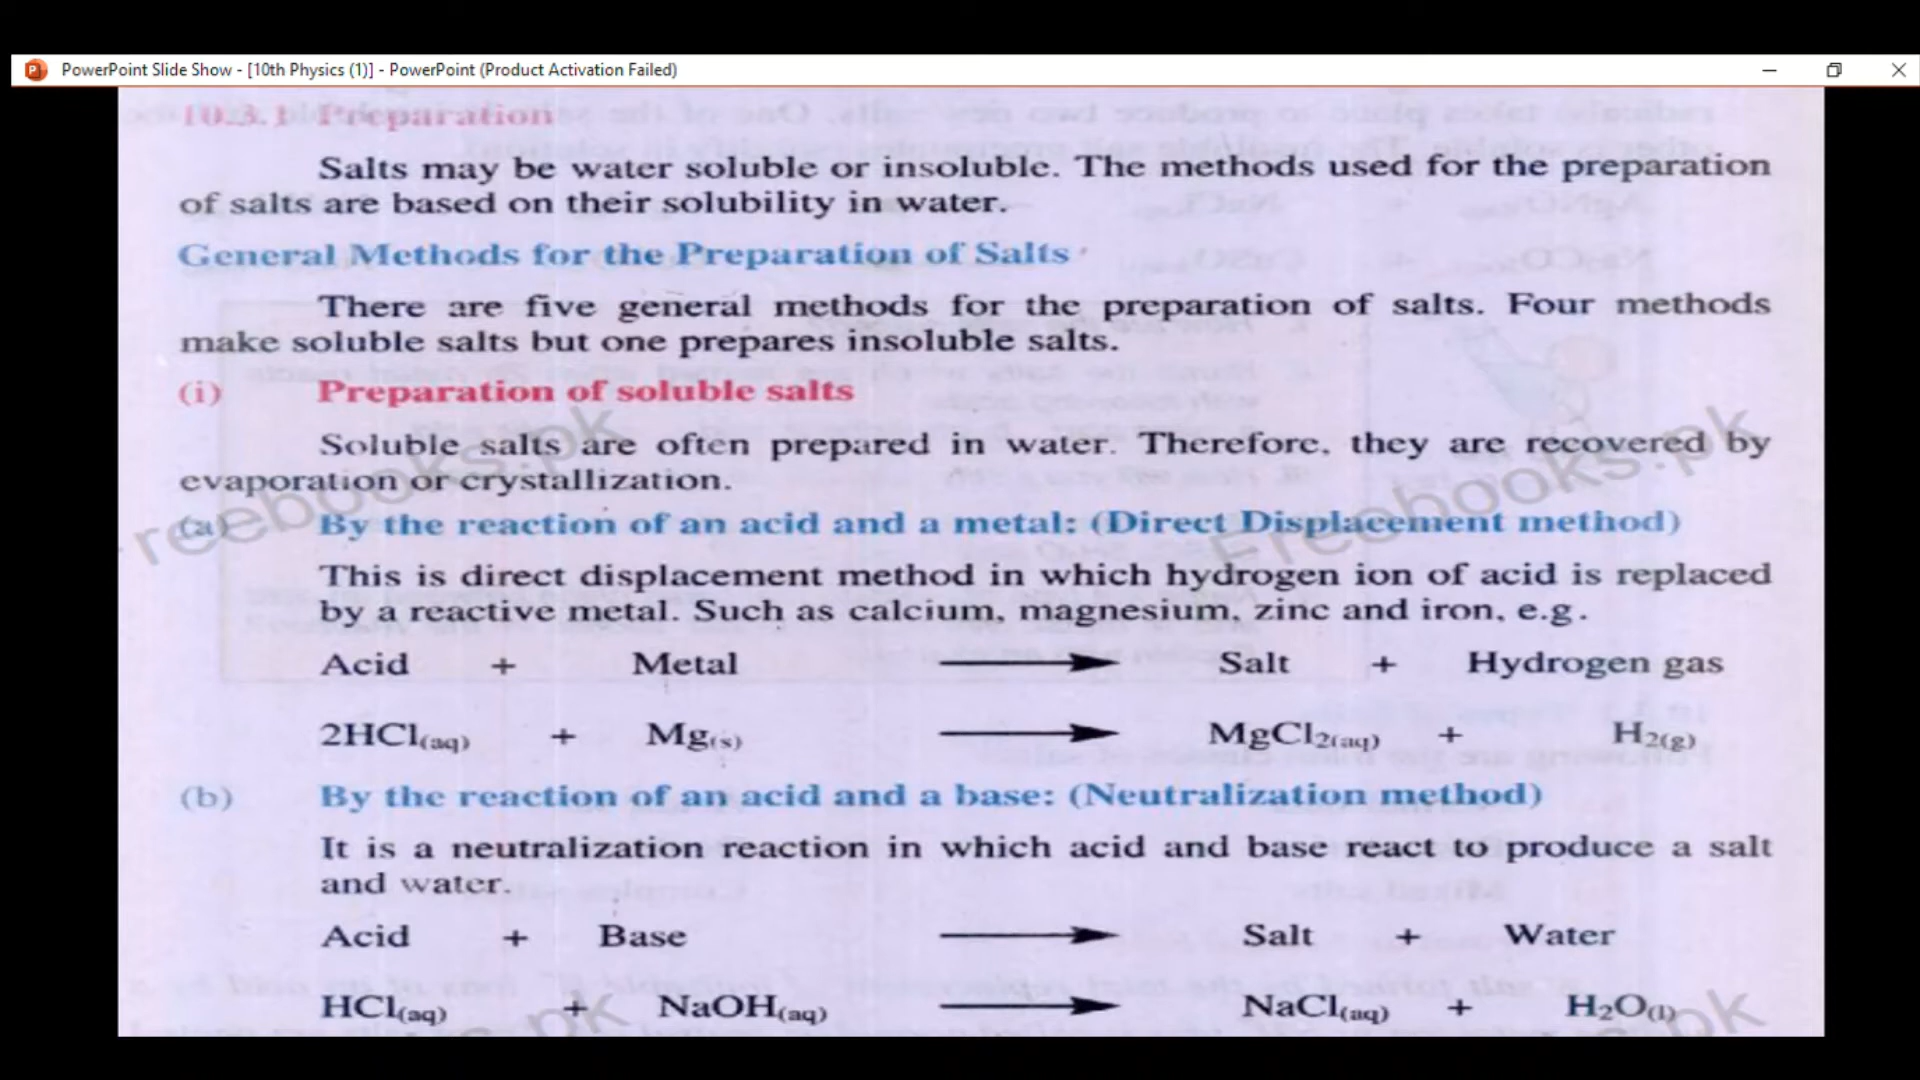 PowerPoint Slide Show - [10th Physics (1)] - PowerPoint (Product Activation Failed)
10.3.1 Preparation
Salts may be water soluble or insoluble. The methods used for the preparation
of salts are based on their solubility in water.
General Methods for the Preparation of Salts
There are five general methods for the preparation of salts. Four methods
make soluble salts but one prepares insoluble salts.
(i) Preparation of soluble salts
Soluble salts are often prepared in water. Therefore, they are recovered by
evaporation or crystallization.
(a) By the reaction of an acid and a metal: (Direct Displacement method)
This is direct displacement method in which hydrogen ion of acid is replaced
by a reactive metal. Such as calcium, magnesium, zinc and iron, e.g.
Acid + Metal ⟶ Salt + Hydrogen gas
2HCl(aq) + Mg(s) ⟶ MgCl2(aq) + H2(g)
(b) By the reaction of an acid and a base: (Neutralization method)
It is a neutralization reaction in which acid and base react to produce a salt
and water.
Acid + Base ⟶ Salt + Water
HCl(aq) + NaOH(aq) ⟶ NaCl(aq) + H2O(l)
reebooks.pk
Freebooks.pk